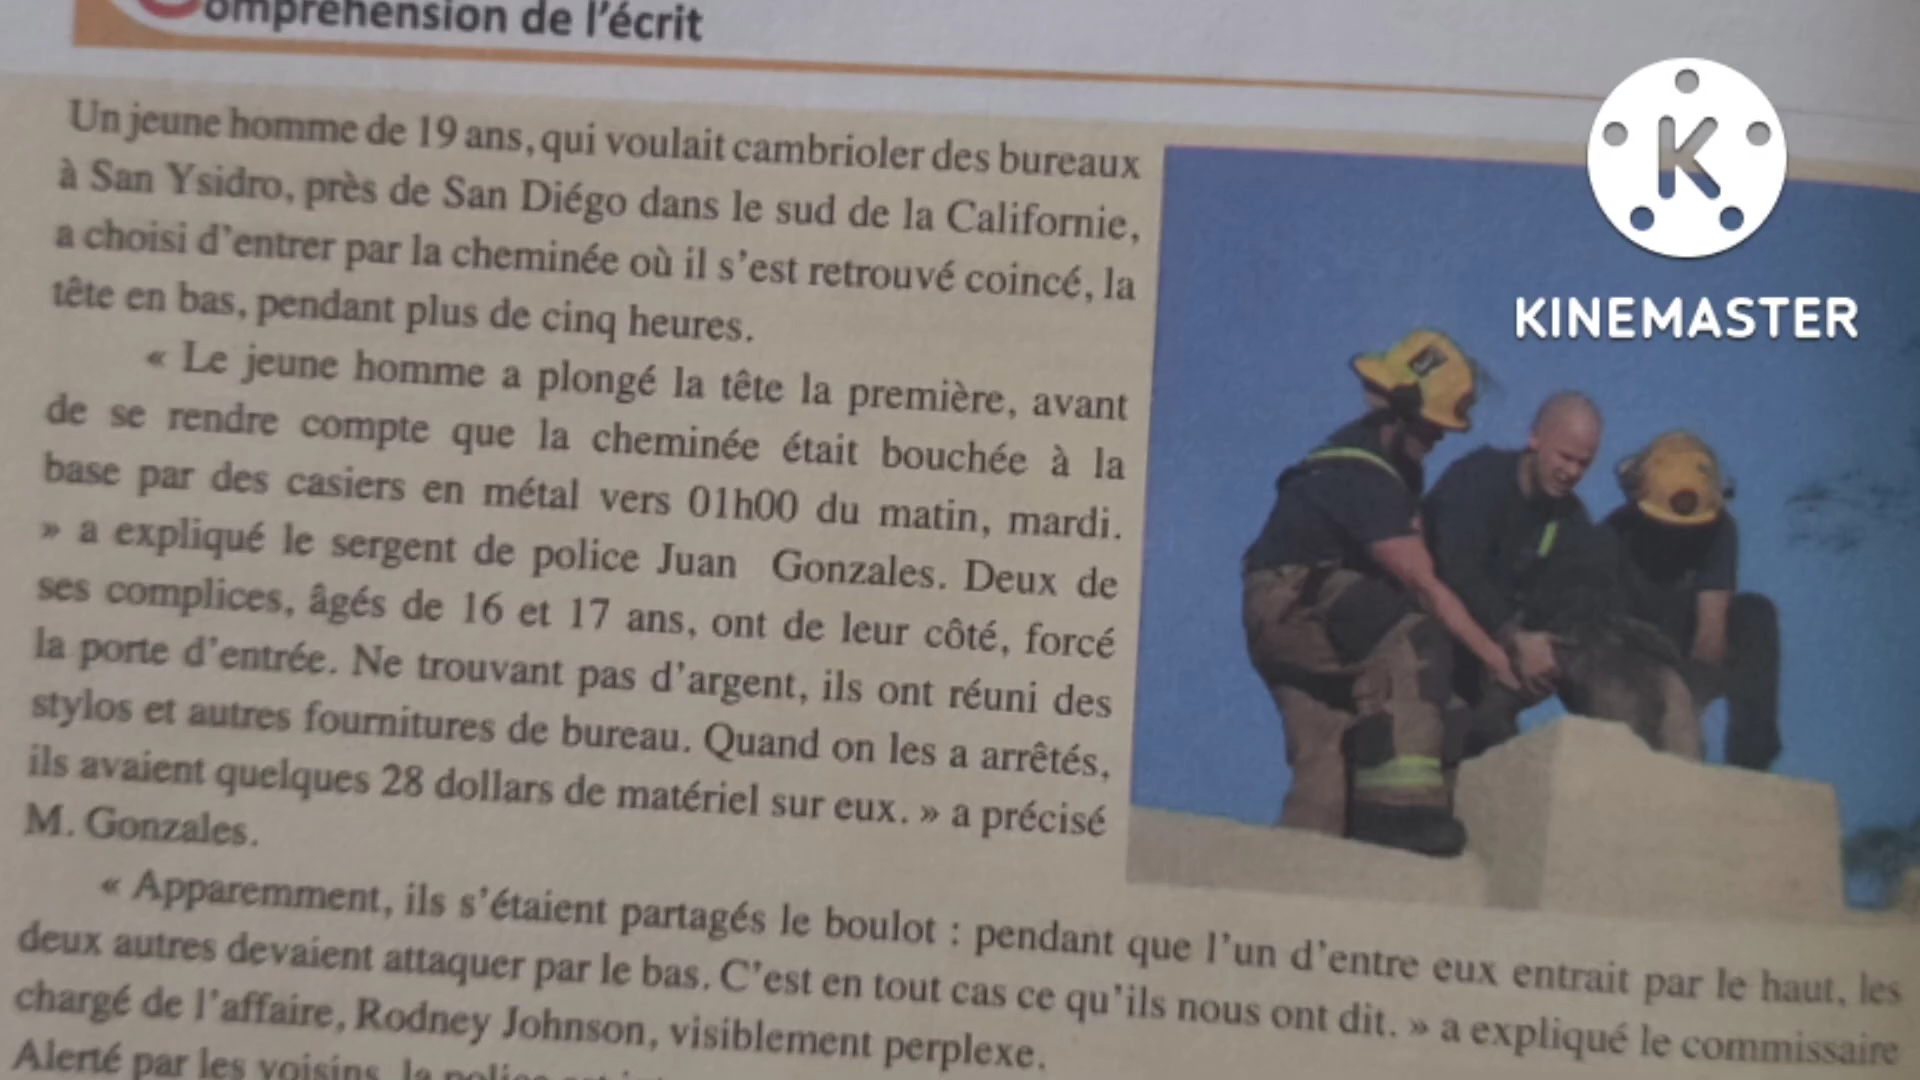 ompréhension de l'écrit
Un jeune homme de 19 ans, qui voulait cambrioler des bureaux
à San Ysidro, près de San Diégo dans le sud de la Californie,
a choisi d'entrer par la cheminée où il s'est retrouvé coincé, la
tête en bas, pendant plus de cinq heures.
« Le jeune homme a plongé la tête la première, avant
de se rendre compte que la cheminée était bouchée à la
base par des casiers en métal vers 01h00 du matin, mardi.
» a expliqué le sergent de police Juan Gonzales. Deux de
ses complices, âgés de 16 et 17 ans, ont de leur côté, forcé
la porte d'entrée. Ne trouvant pas d'argent, ils ont réuni des
stylos et autres fournitures de bureau. Quand on les a arrêtés,
ils avaient quelques 28 dollars de matériel sur eux. » a précisé
M. Gonzales.
« Apparemment, ils s'étaient partagés le boulot : pendant que l'un d'entre eux entrait par le haut, les
deux autres devaient attaquer par le bas. C'est en tout cas ce qu'ils nous ont dit. » a expliqué le commissaire
chargé de l'affaire, Rodney Johnson, visiblement perplexe.
Alerté par les voisins, la police
K
KINEMASTER